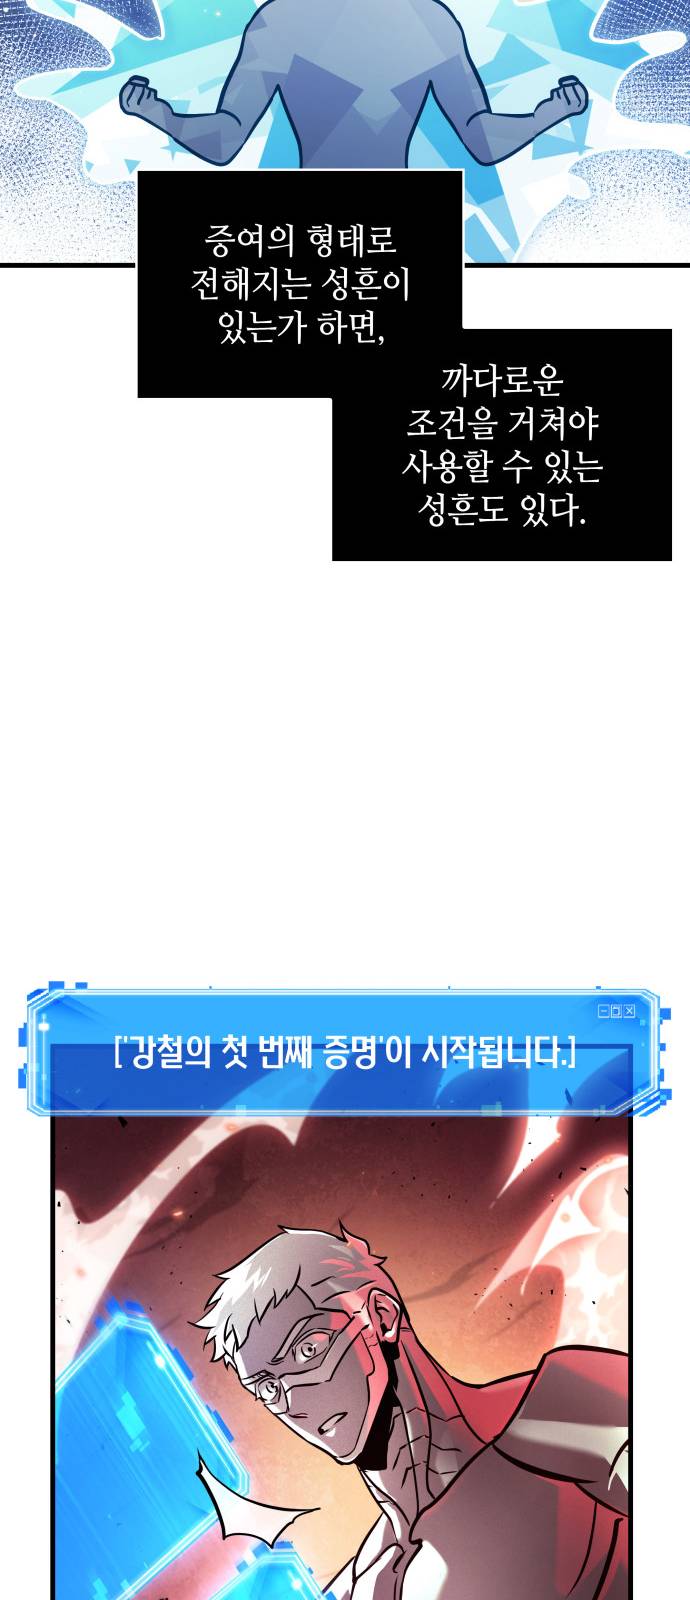 증여의 형태로
전해지는 성흔이
있는가 하면,
까다로운
조건을 거쳐야
사용할 수 있는
성흔도 있다.
['강철의 첫 번째 증명'이 시작됩니다.]